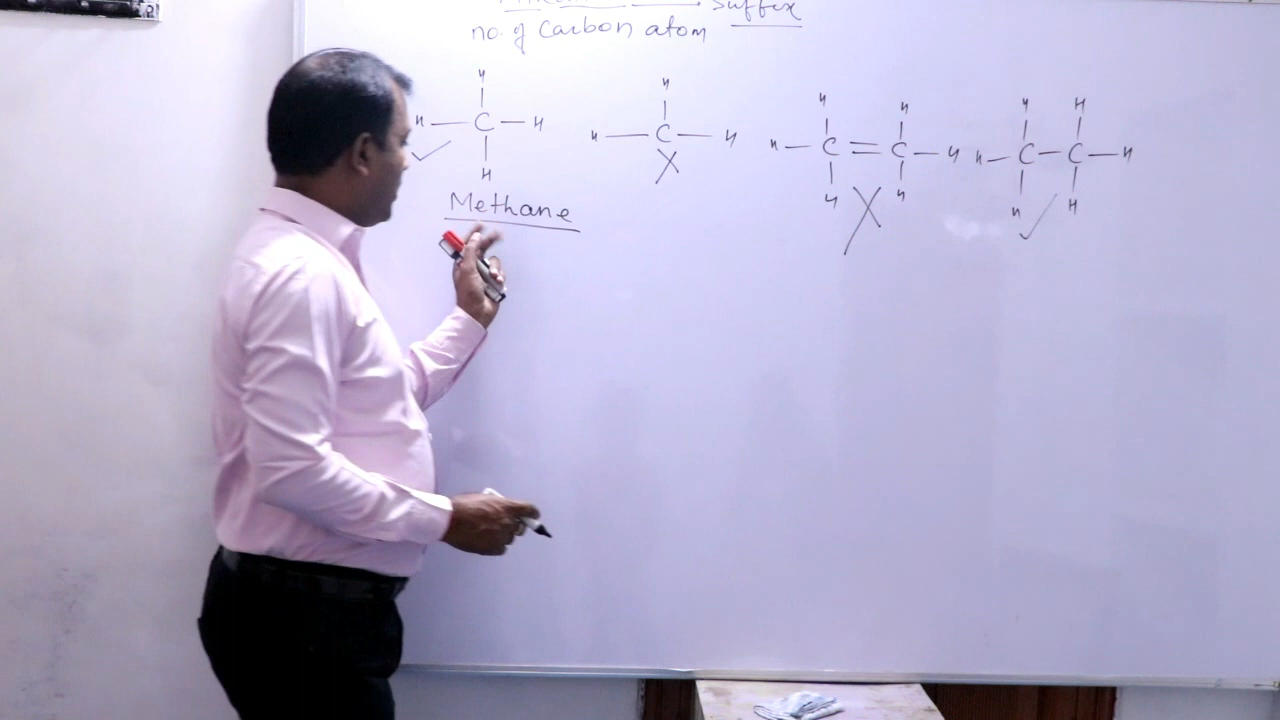 Suffix
no. of Carbon atom
H H H H H H
H — C — H H — C — H H — C = C — H H — C — C — H
H H H H H
Methane